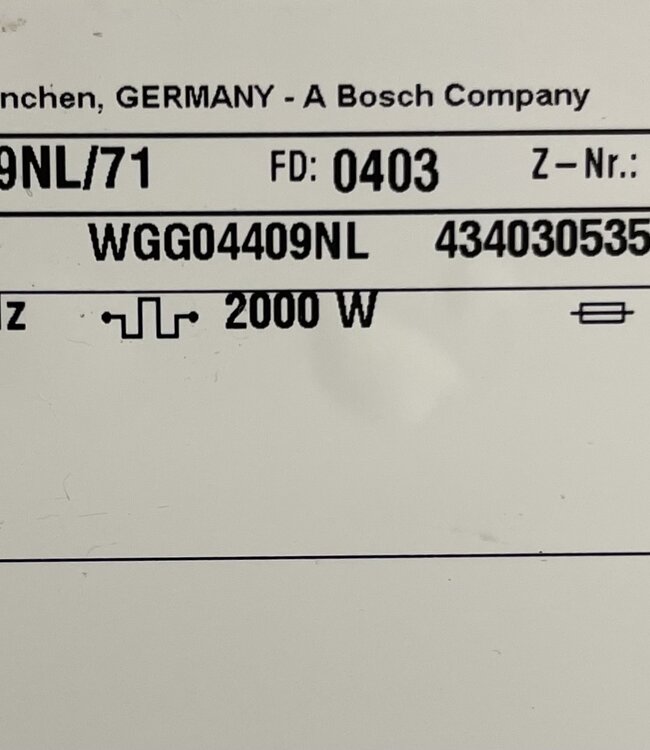 nchen, GERMANY - A Bosch Company
9NL/71 FD: 0403 Z-Nr.:
WGG04409NL 434030535
z 2000 W